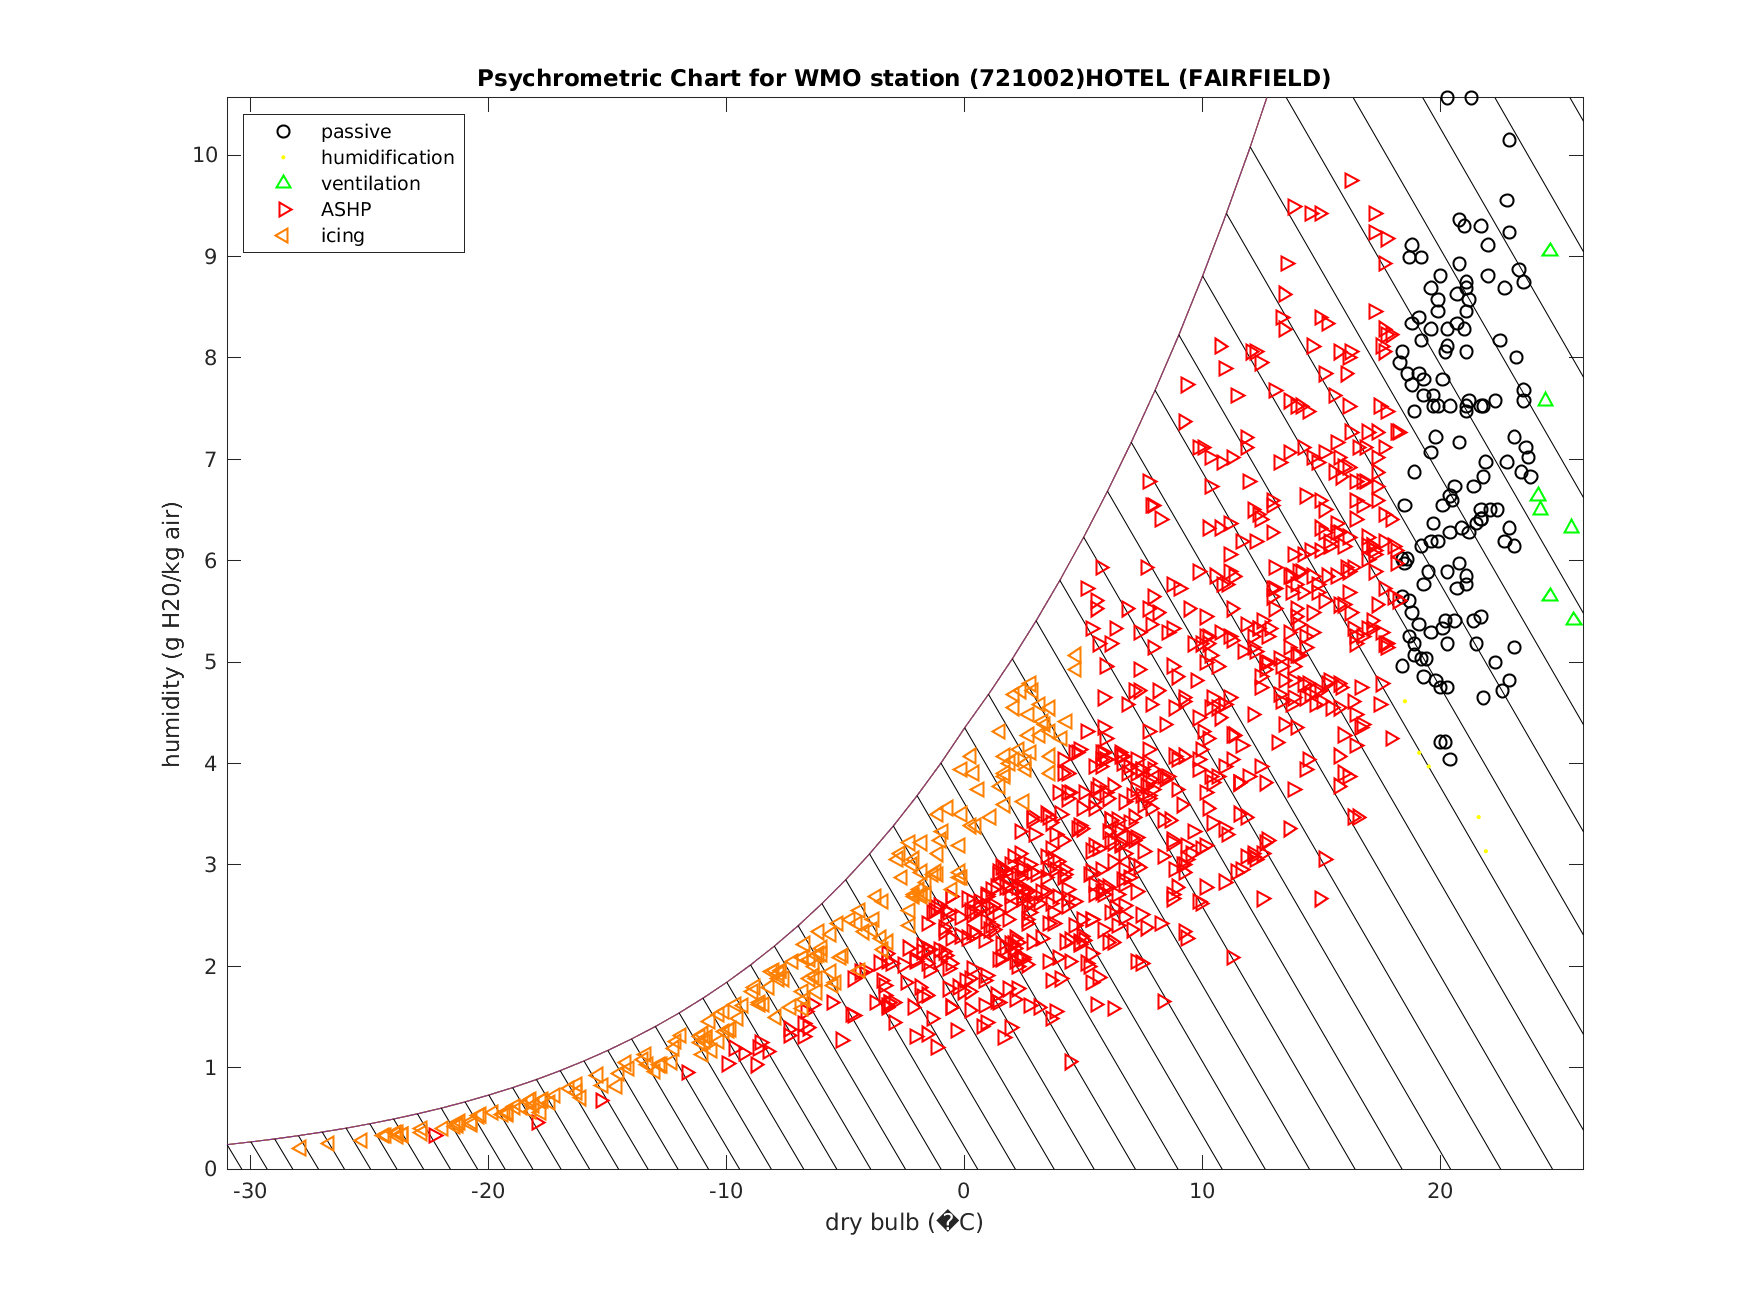 Psychrometric Chart for WMO station (721002)HOTEL (FAIRFIELD)
passive
humidification
ventilation
ASHP
icing
10
9
8
7
6
5
4
3
2
1
0
humidity (g H20/kg air)
-30 -20 -10 0 10 20
dry bulb (�C)